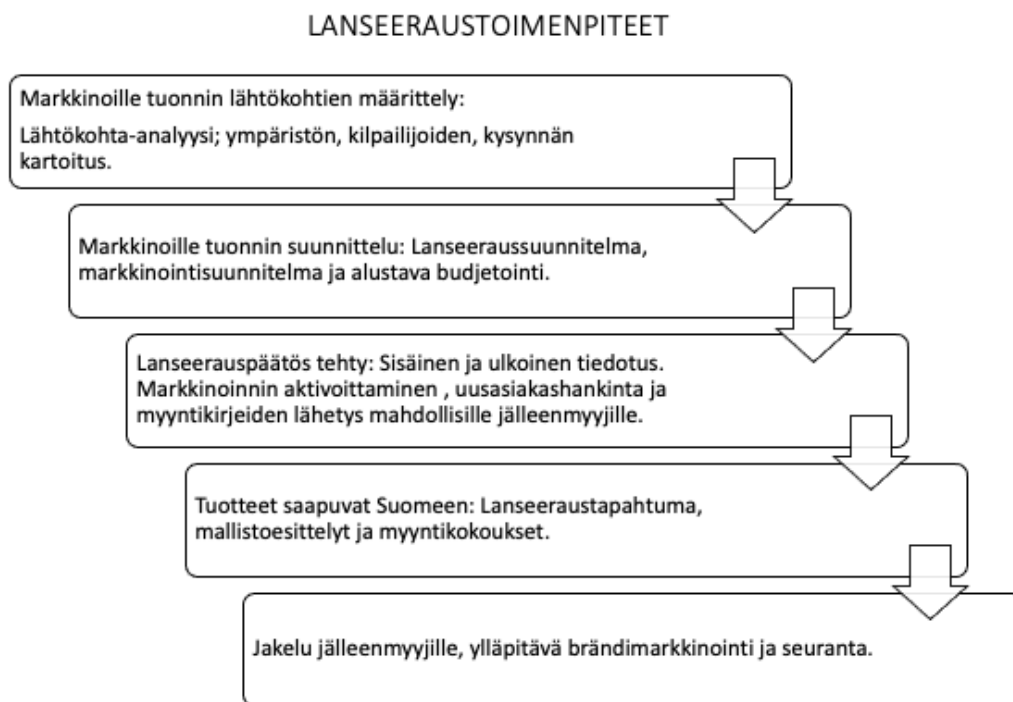 LANSEERAUSTOIMENPITEET
Markkinoille tuonnin lähtökohtien määrittely:
Lähtökohta-analyysi; ympäristön, kilpailijoiden, kysynnän
kartoitus.
Markkinoille tuonnin suunnittelu: Lanseeraussuunnitelma,
markkinointisuunnitelma ja alustava budjetointi.
Lanseerauspäätös tehty: Sisäinen ja ulkoinen tiedotus.
Markkinoinnin aktivoittaminen , uusasiakashankinta ja
myyntikirjeiden lähetys mahdollisille jälleenmyyjille.
Tuotteet saapuvat Suomeen: Lanseeraustapahtuma,
mallistoesittelyt ja myyntikokoukset.
Jakelu jälleenmyyjille, ylläpitävä brändimarkkinointi ja seuranta.